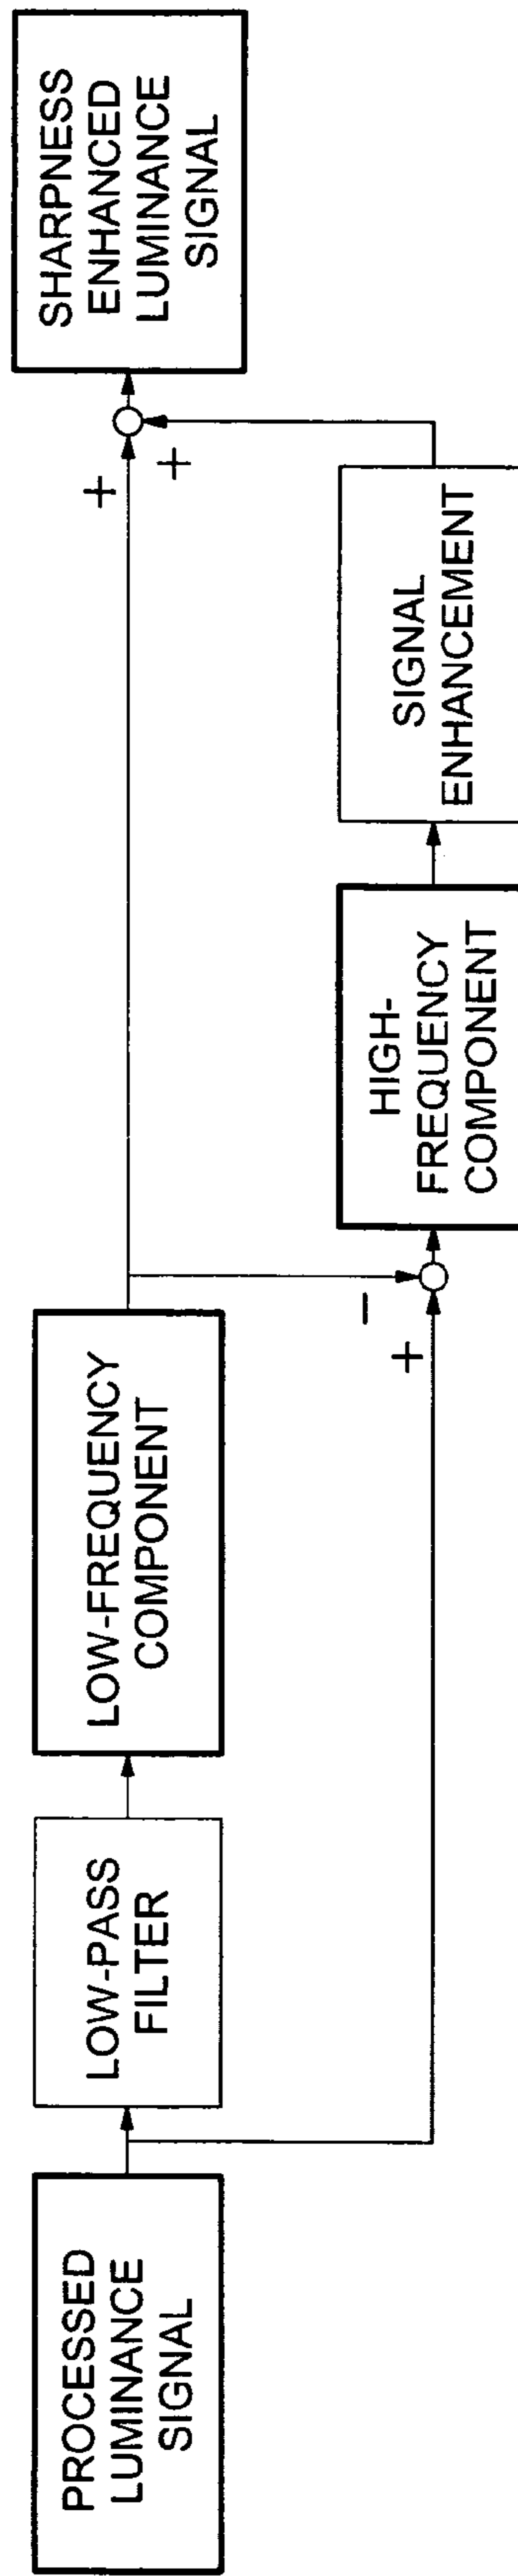 PROCESSED
LUMINANCE
SIGNAL
LOW-PASS
FILTER
LOW-FREQUENCY
COMPONENT
+
-
+
+
HIGH-
FREQUENCY
COMPONENT
SIGNAL
ENHANCEMENT
SHARPNESS
ENHANCED
LUMINANCE
SIGNAL